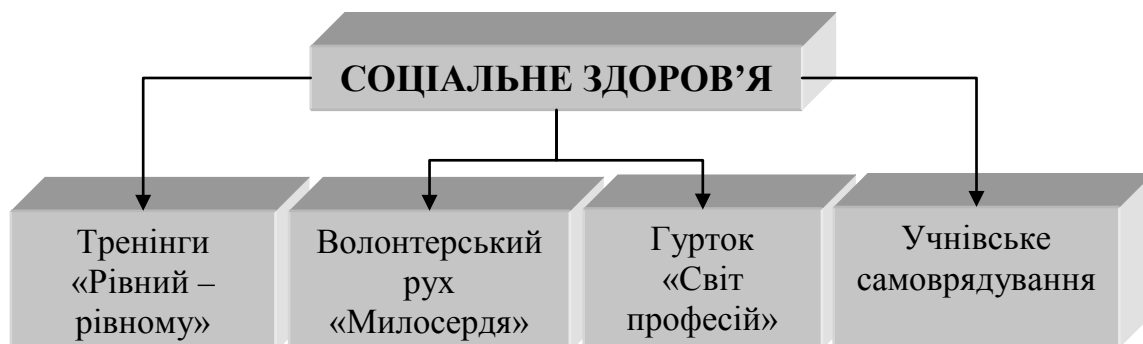 СОЦІАЛЬНЕ ЗДОРОВ’Я
Тренінги
«Рівний –
рівному»
Волонтерський
рух
«Милосердя»
Гурток
«Світ
професій»
Учнівське
самоврядування